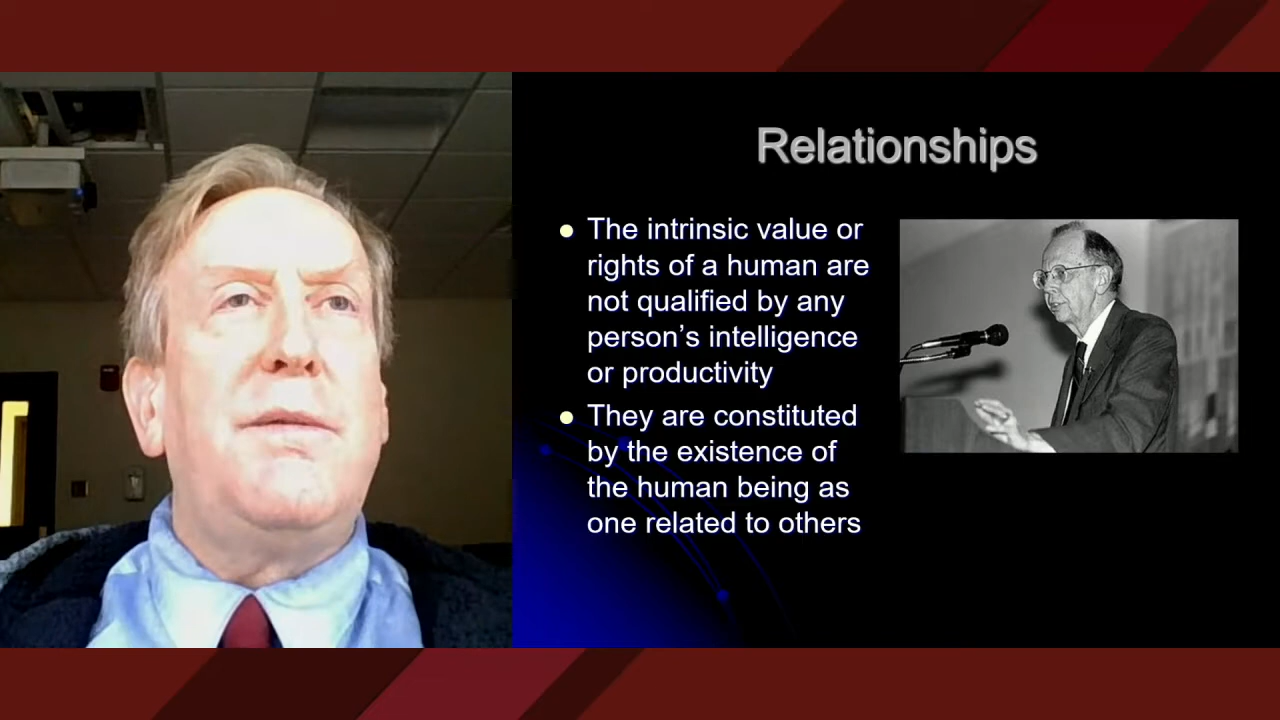 Relationships
The intrinsic value or
rights of a human are
not qualified by any
person’s intelligence
or productivity
They are constituted
by the existence of
the human being as
one related to others